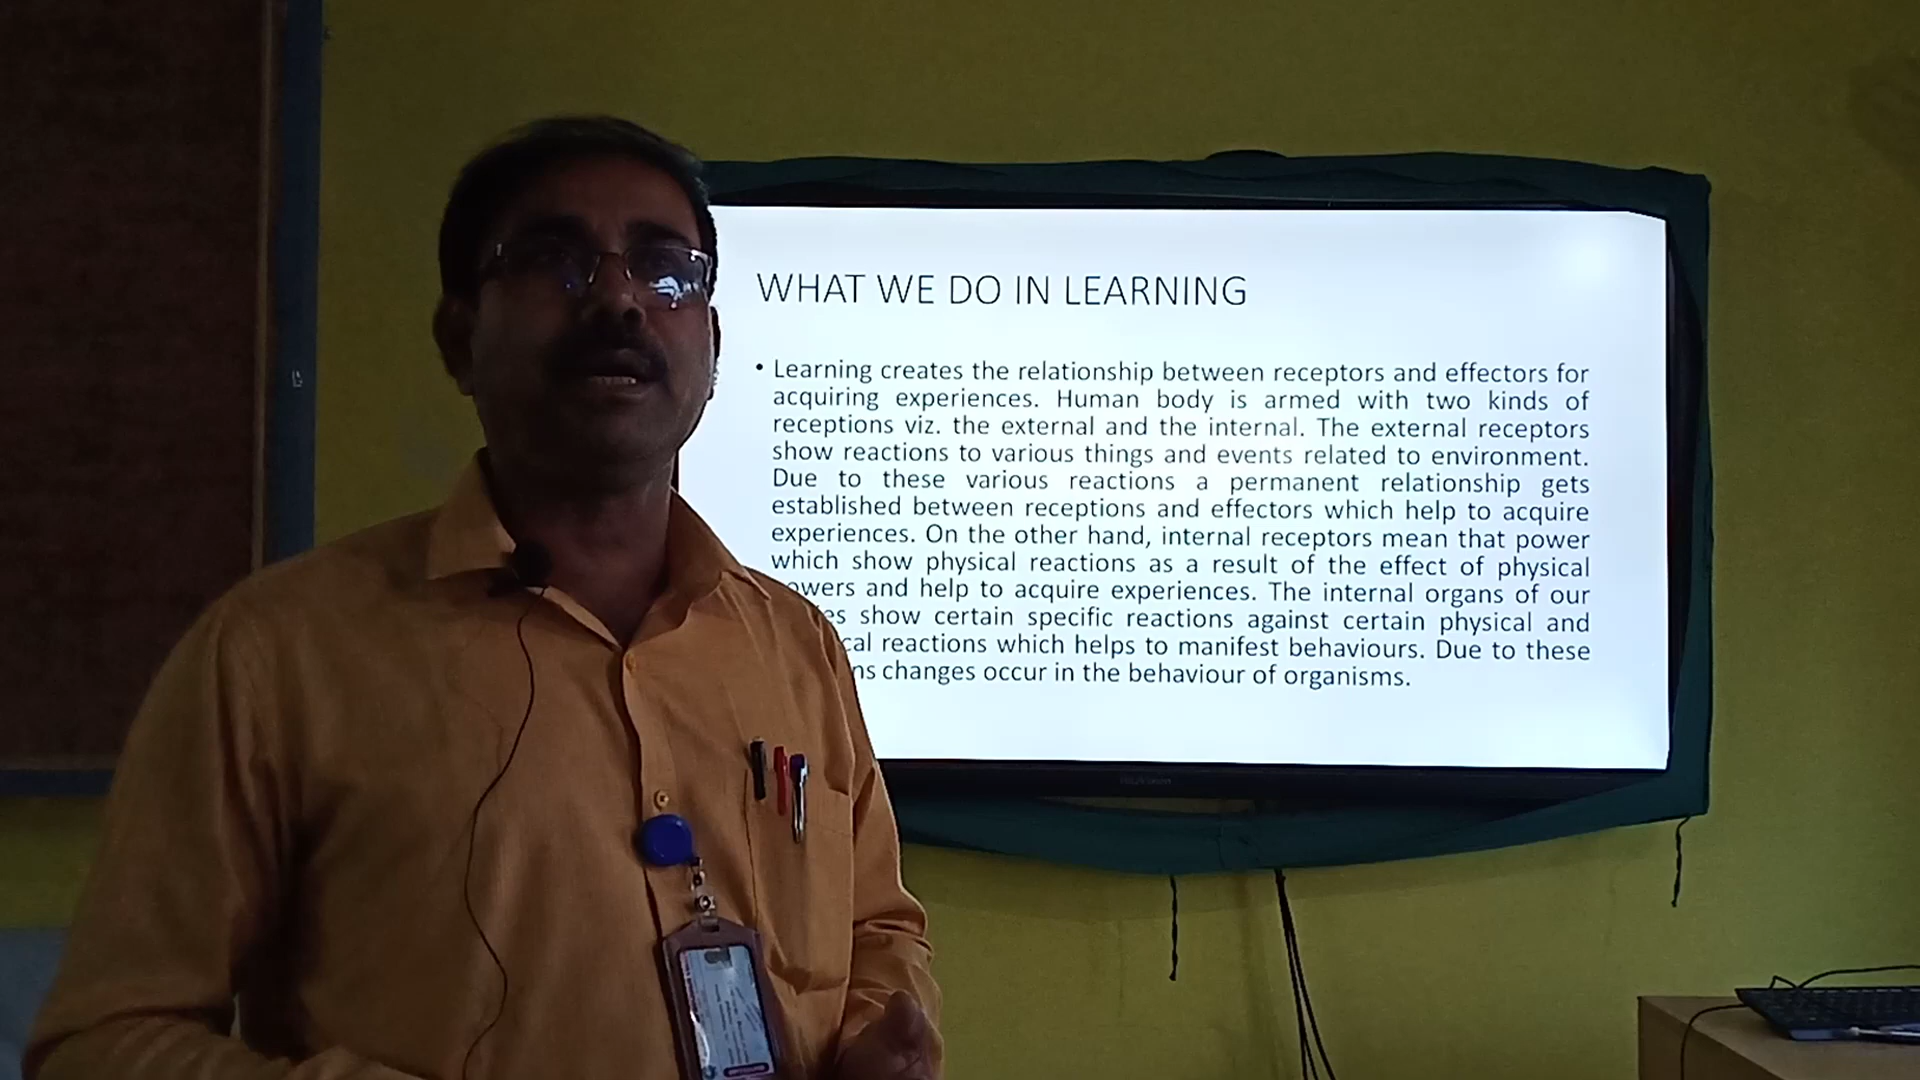 WHAT WE DO IN LEARNING
• Learning creates the relationship between receptors and effectors for
acquiring experiences. Human body is armed with two kinds of
receptions viz. the external and the internal. The external receptors
show reactions to various things and events related to environment.
Due to these various reactions a permanent relationship gets
established between receptions and effectors which help to acquire
experiences. On the other hand, internal receptors mean that power
which show physical reactions as a result of the effect of physical
and help to acquire experiences. The internal organs of our
show certain specific reactions against certain physical and
reactions which helps to manifest behaviours. Due to these
changes occur in the behaviour of organisms.